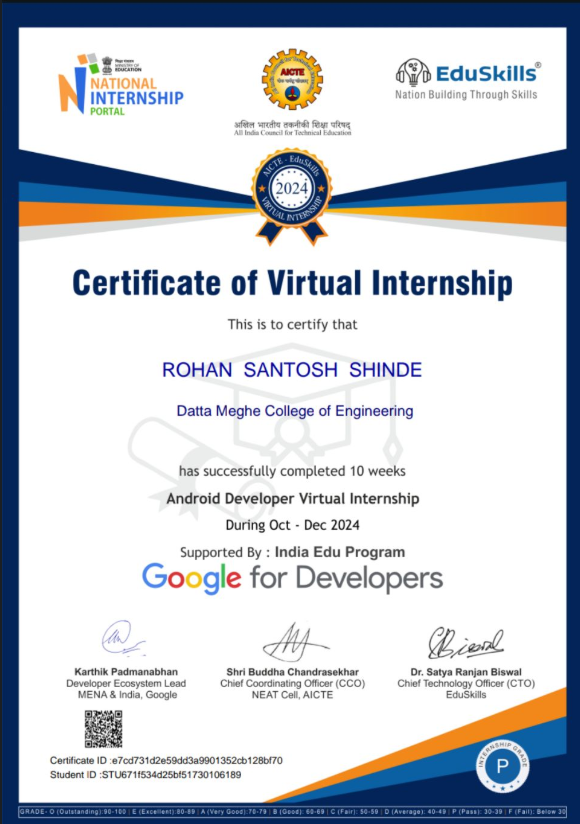 शिक्षा मंत्रालय
MINISTRY OF
EDUCATION
NATIONAL
INTERNSHIP
PORTAL
AICTE
अखिल भारतीय तकनीकी शिक्षा परिषद्
All India Council for Technical Education
EduSkills®
Nation Building Through Skills
AICTE - EduSkills
2024
VIRTUAL INTERNSHIP
Certificate of Virtual Internship
This is to certify that
ROHAN SANTOSH SHINDE
Datta Meghe College of Engineering
has successfully completed 10 weeks
Android Developer Virtual Internship
During Oct - Dec 2024
Supported By : India Edu Program
Google for Developers
Karthik Padmanabhan
Developer Ecosystem Lead
MENA & India, Google
Shri Buddha Chandrasekhar
Chief Coordinating Officer (CCO)
NEAT Cell, AICTE
Dr. Satya Ranjan Biswal
Chief Technology Officer (CTO)
EduSkills
Certificate ID :e7cd731d2e59dd3a9901352cb128bf70
Student ID :STU671f534d25bf51730106189
INTERNSHIP GRADE
P
GRADE- O (Outstanding):90-100 | E (Excellent):80-89 | A (Very Good):70-79 | B (Good): 60-69 | C (Fair): 50-59 | D (Average): 40-49 | P (Pass): 30-39 | F (Fail): Below 30